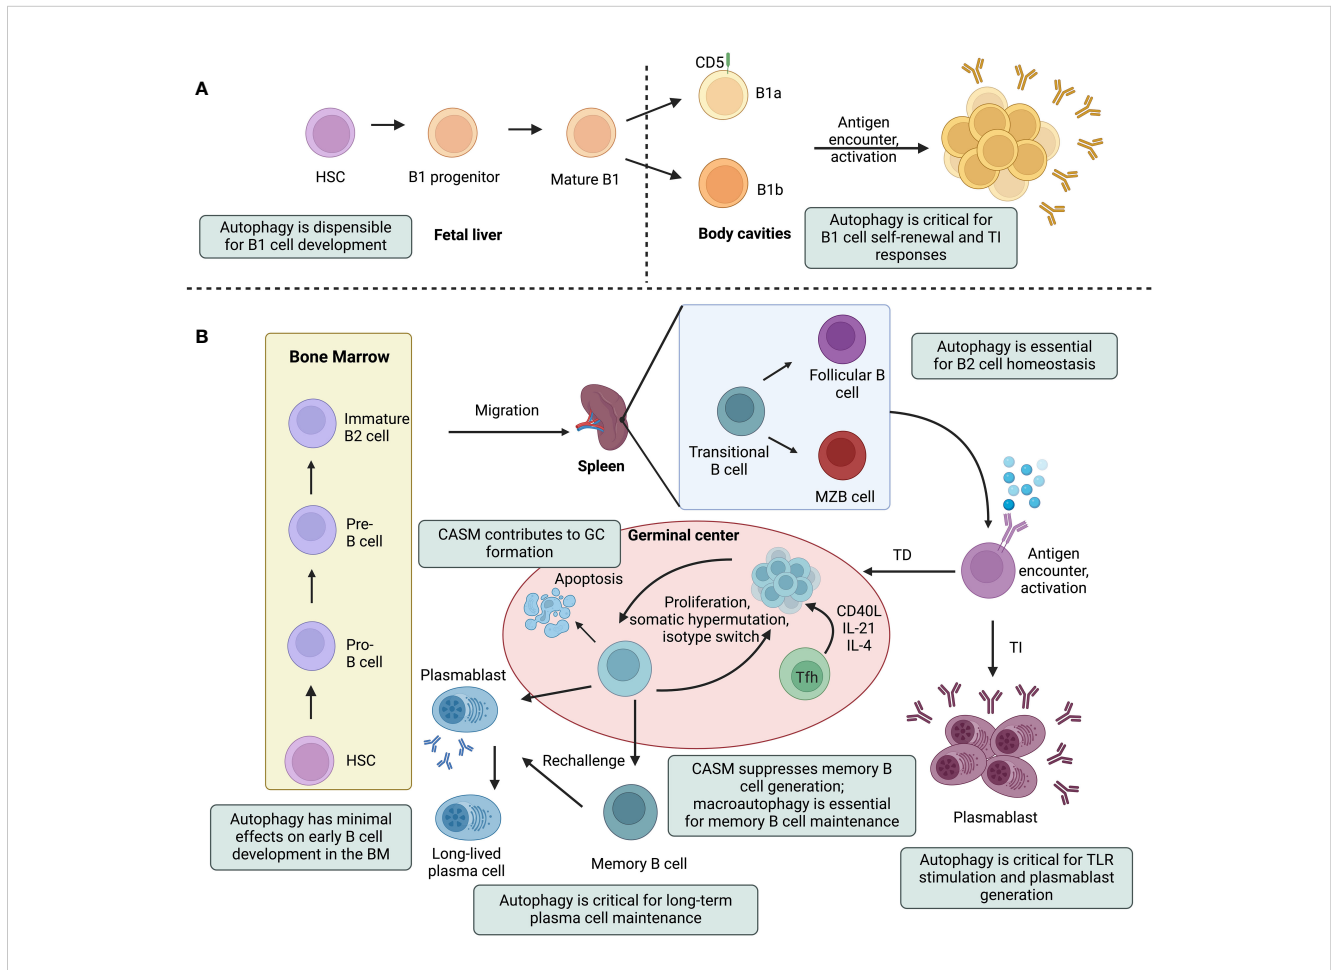 A
CD5
B1a
HSC
B1 progenitor
Mature B1
B1b
Antigen
encounter,
activation
Autophagy is dispensible
for B1 cell development
Fetal liver
Body cavities
Autophagy is critical for
B1 cell self-renewal and TI
responses
B
Bone Marrow
Immature
B2 cell
Pre-
B cell
Pro-
B cell
HSC
Autophagy has minimal
effects on early B cell
development in the BM
Migration
Spleen
Transitional
B cell
Follicular B
cell
MZB cell
Autophagy is essential
for B2 cell homeostasis
Antigen
encounter,
activation
TD
TI
CASM contributes to GC
formation
Germinal center
Apoptosis
Proliferation,
somatic hypermutation,
isotype switch
CD40L
IL-21
IL-4
Tfh
Plasmablast
Rechallenge
Long-lived
plasma cell
Memory B cell
CASM suppresses memory B
cell generation;
macroautophagy is essential
for memory B cell maintenance
Autophagy is critical for long-term
plasma cell maintenance
Plasmablast
Autophagy is critical for TLR
stimulation and plasmablast
generation